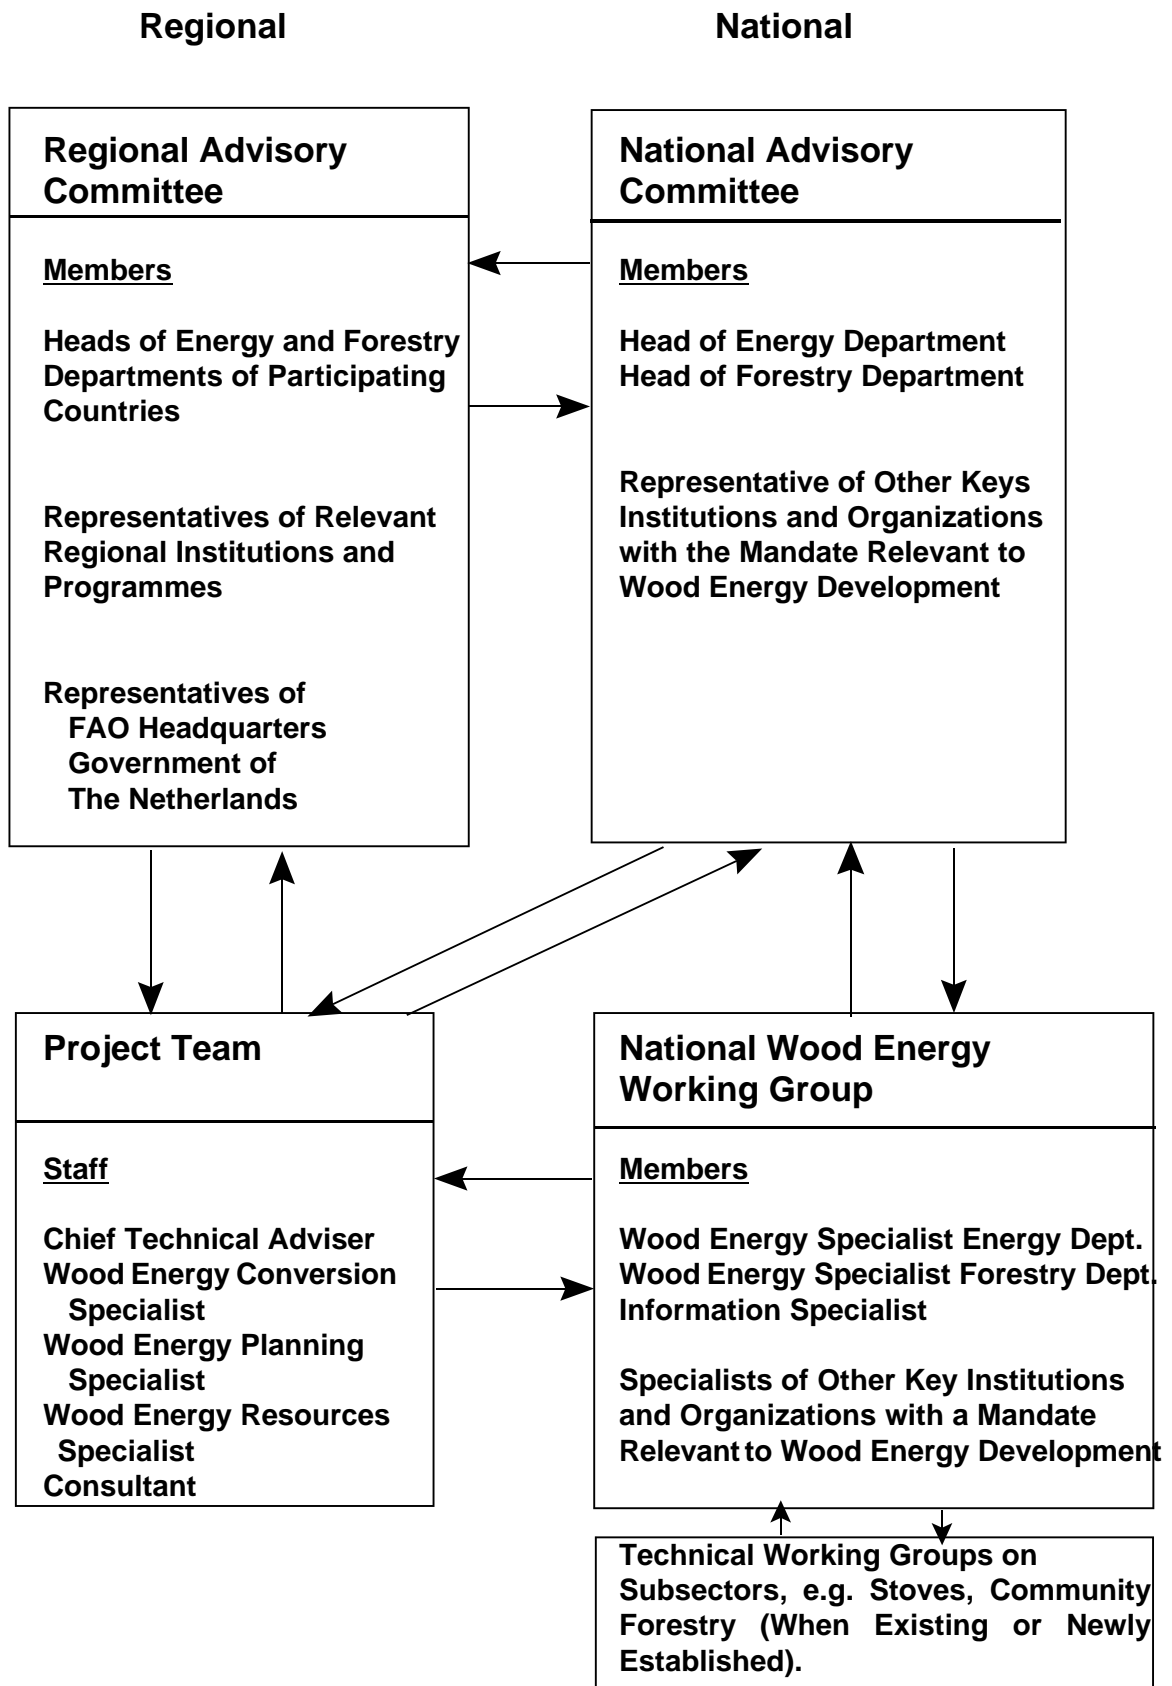 Regional
National
Regional Advisory
Committee
Members
Heads of Energy and Forestry
Departments of Participating
Countries
Representatives of Relevant
Regional Institutions and
Programmes
Representatives of
FAO Headquarters
Government of
The Netherlands
National Advisory
Committee
Members
Head of Energy Department
Head of Forestry Department
Representative of Other Keys
Institutions and Organizations
with the Mandate Relevant to
Wood Energy Development
Project Team
Staff
Chief Technical Adviser
Wood Energy Conversion
Specialist
Wood Energy Planning
Specialist
Wood Energy Resources
Specialist
Consultant
National Wood Energy
Working Group
Members
Wood Energy Specialist Energy Dept.
Wood Energy Specialist Forestry Dept.
Information Specialist
Specialists of Other Key Institutions
and Organizations with a Mandate
Relevant to Wood Energy Development
Technical Working Groups on
Subsectors, e.g. Stoves, Community
Forestry (When Existing or Newly
Established).